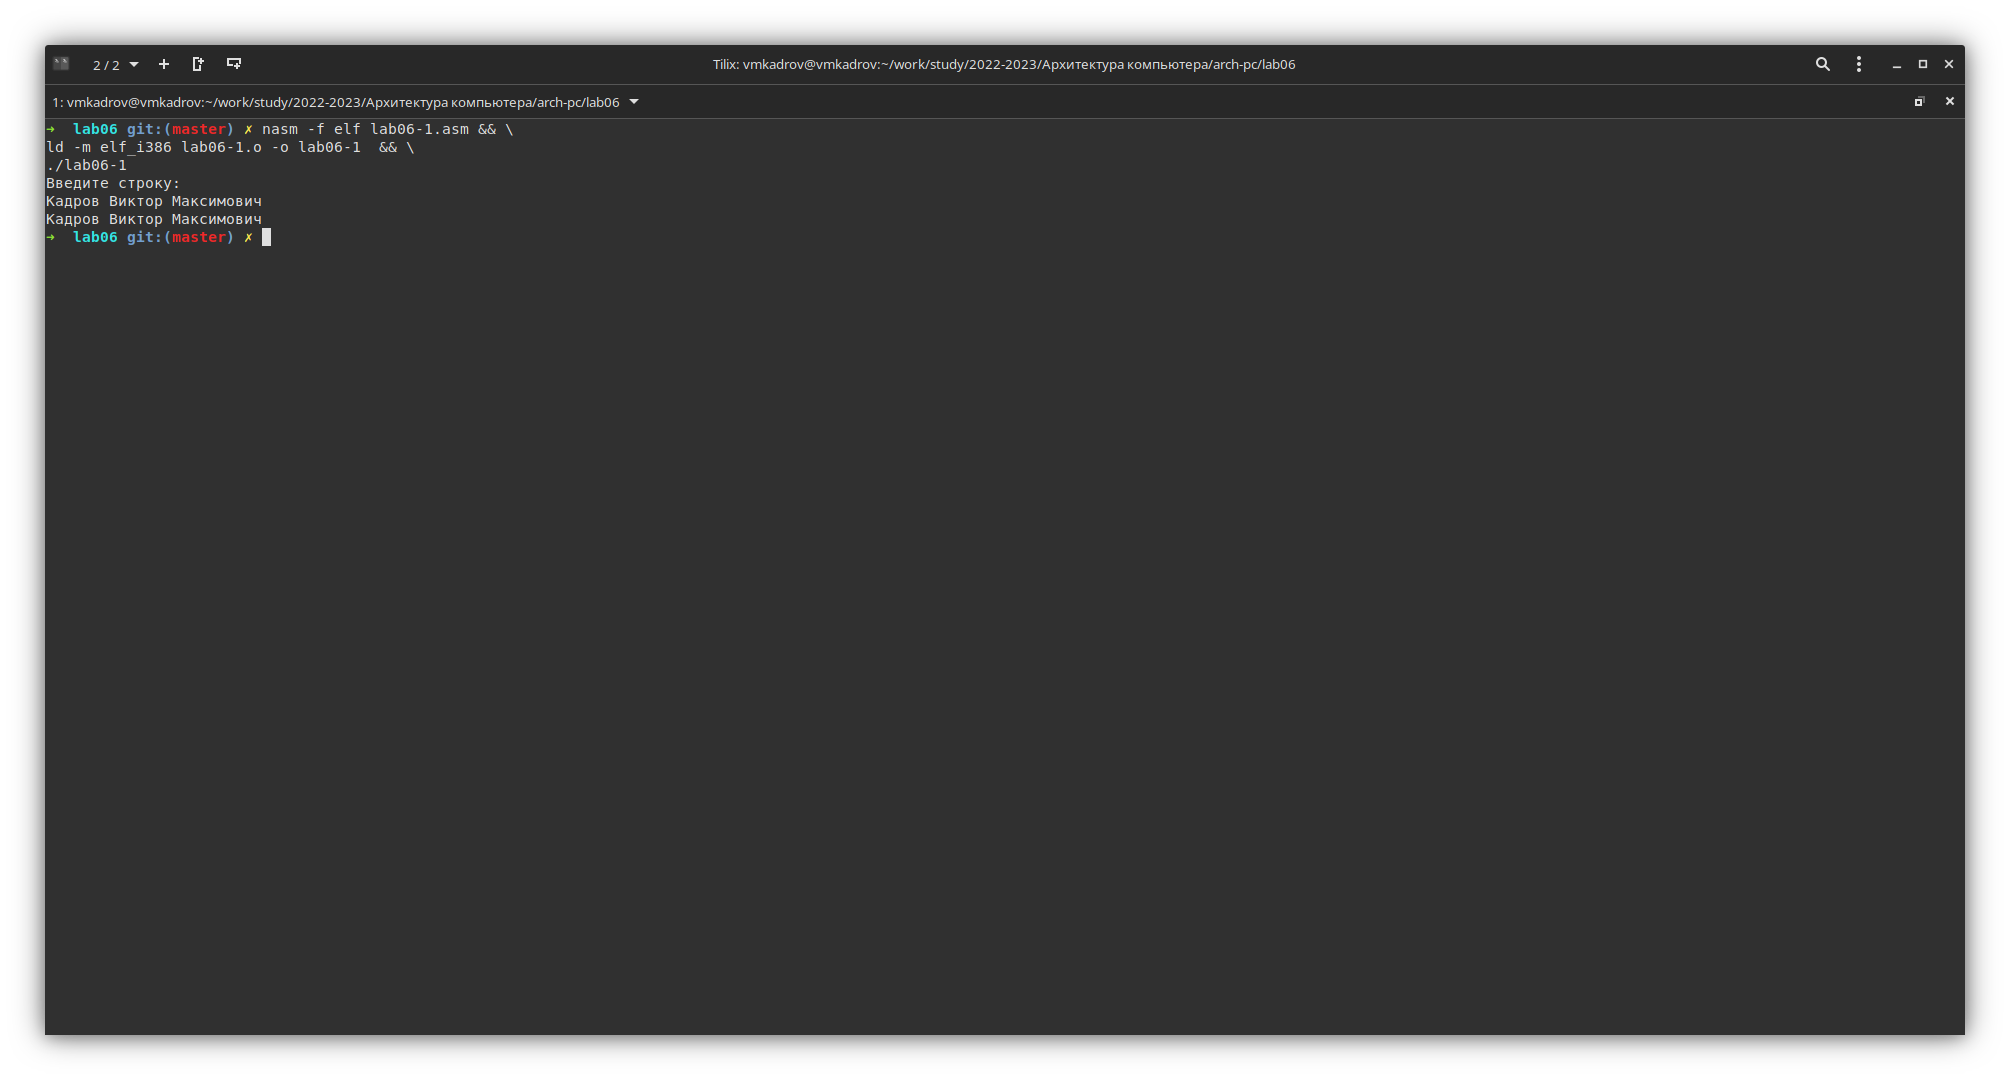 2 / 2
Tilix: vmkadrov@vmkadrov:~/work/study/2022-2023/Архитектура компьютера/arch-pc/lab06
1: vmkadrov@vmkadrov:~/work/study/2022-2023/Архитектура компьютера/arch-pc/lab06
➜  lab06 git:(master) ✗ nasm -f elf lab06-1.asm && \
ld -m elf_i386 lab06-1.o -o lab06-1  && \
./lab06-1
Введите строку:
Кадров Виктор Максимович
Кадров Виктор Максимович
➜  lab06 git:(master) ✗